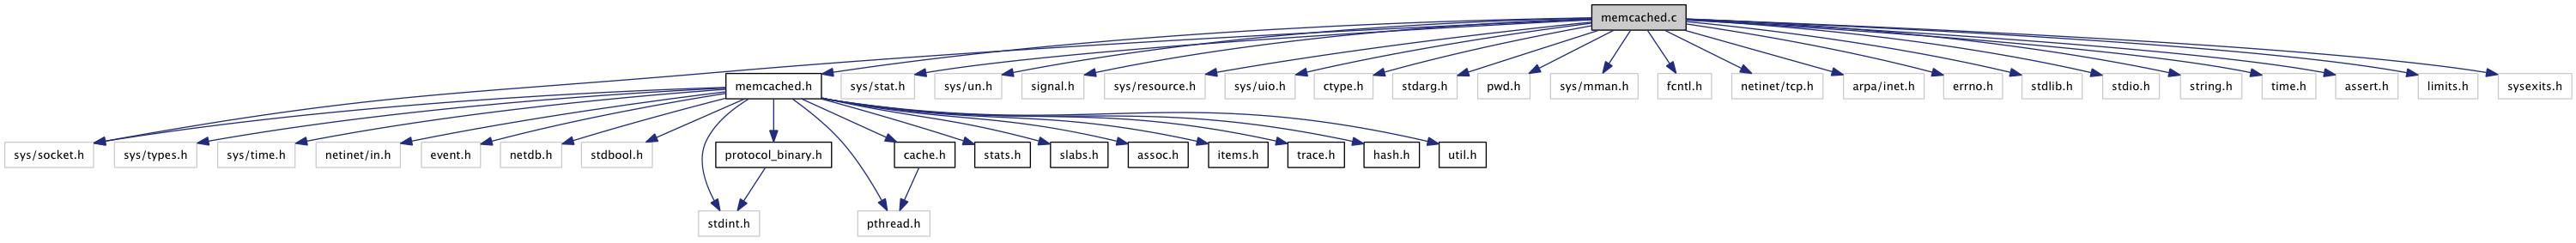 memcached.c
memcached.h
sys/stat.h
sys/un.h
signal.h
sys/resource.h
sys/uio.h
ctype.h
stdarg.h
pwd.h
sys/mman.h
fcntl.h
netinet/tcp.h
arpa/inet.h
errno.h
stdlib.h
stdio.h
string.h
time.h
assert.h
limits.h
sysexits.h
sys/socket.h
sys/types.h
sys/time.h
netinet/in.h
event.h
netdb.h
stdbool.h
protocol_binary.h
cache.h
stats.h
slabs.h
assoc.h
items.h
trace.h
hash.h
util.h
stdint.h
pthread.h